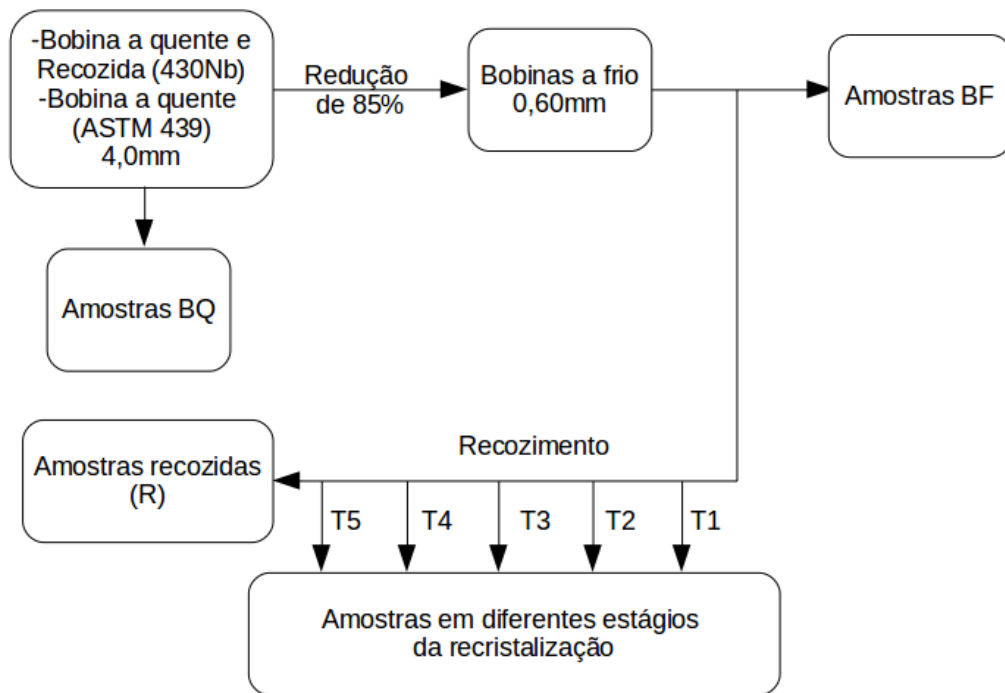 -Bobina a quente e
Recozida (430Nb)
-Bobina a quente
(ASTM 439)
4,0mm
Redução
de 85%
Bobinas a frio
0,60mm
Amostras BF
Amostras BQ
Recozimento
Amostras recozidas
(R)
T5
T4
T3
T2
T1
Amostras em diferentes estágios
da recristalização